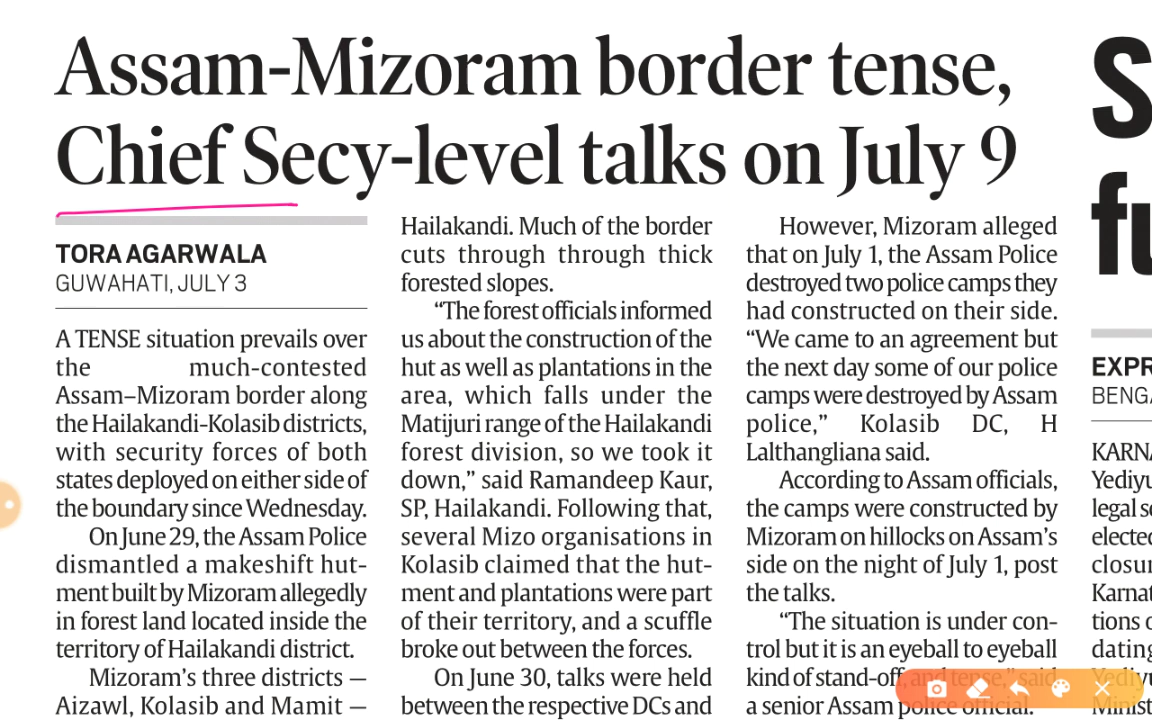 Assam-Mizoram border tense,
Chief Secy-level talks on July 9
TORA AGARWALA
GUWAHATI, JULY 3
A TENSE situation prevails over
the much-contested
Assam–Mizoram border along
the Hailakandi-Kolasib districts,
with security forces of both
states deployed on either side of
the boundary since Wednesday.
On June 29, the Assam Police
dismantled a makeshift hut-
ment built by Mizoram allegedly
in forest land located inside the
territory of Hailakandi district.
Mizoram's three districts —
Aizawl, Kolasib and Mamit —
Hailakandi. Much of the border
cuts through through thick
forested slopes.
“The forest officials informed
us about the construction of the
hut as well as plantations in the
area, which falls under the
Matijuri range of the Hailakandi
forest division, so we took it
down,” said Ramandeep Kaur,
SP, Hailakandi. Following that,
several Mizo organisations in
Kolasib claimed that the hut-
ment and plantations were part
of their territory, and a scuffle
broke out between the forces.
On June 30, talks were held
between the respective DCs and
However, Mizoram alleged
that on July 1, the Assam Police
destroyed two police camps they
had constructed on their side.
“We came to an agreement but
the next day some of our police
camps were destroyed by Assam
police,” Kolasib DC, H
Lalthangliana said.
According to Assam officials,
the camps were constructed by
Mizoram on hillocks on Assam's
side on the night of July 1, post
the talks.
“The situation is under con-
trol but it is an eyeball to eyeball
kind of stand-off, and tense,” said
a senior Assam police official.
S
fu
EXPR
BENGA
KARNA
Yediyu
legal se
elected
closur
Karnat
tions o
dating
Yediyu
Minist